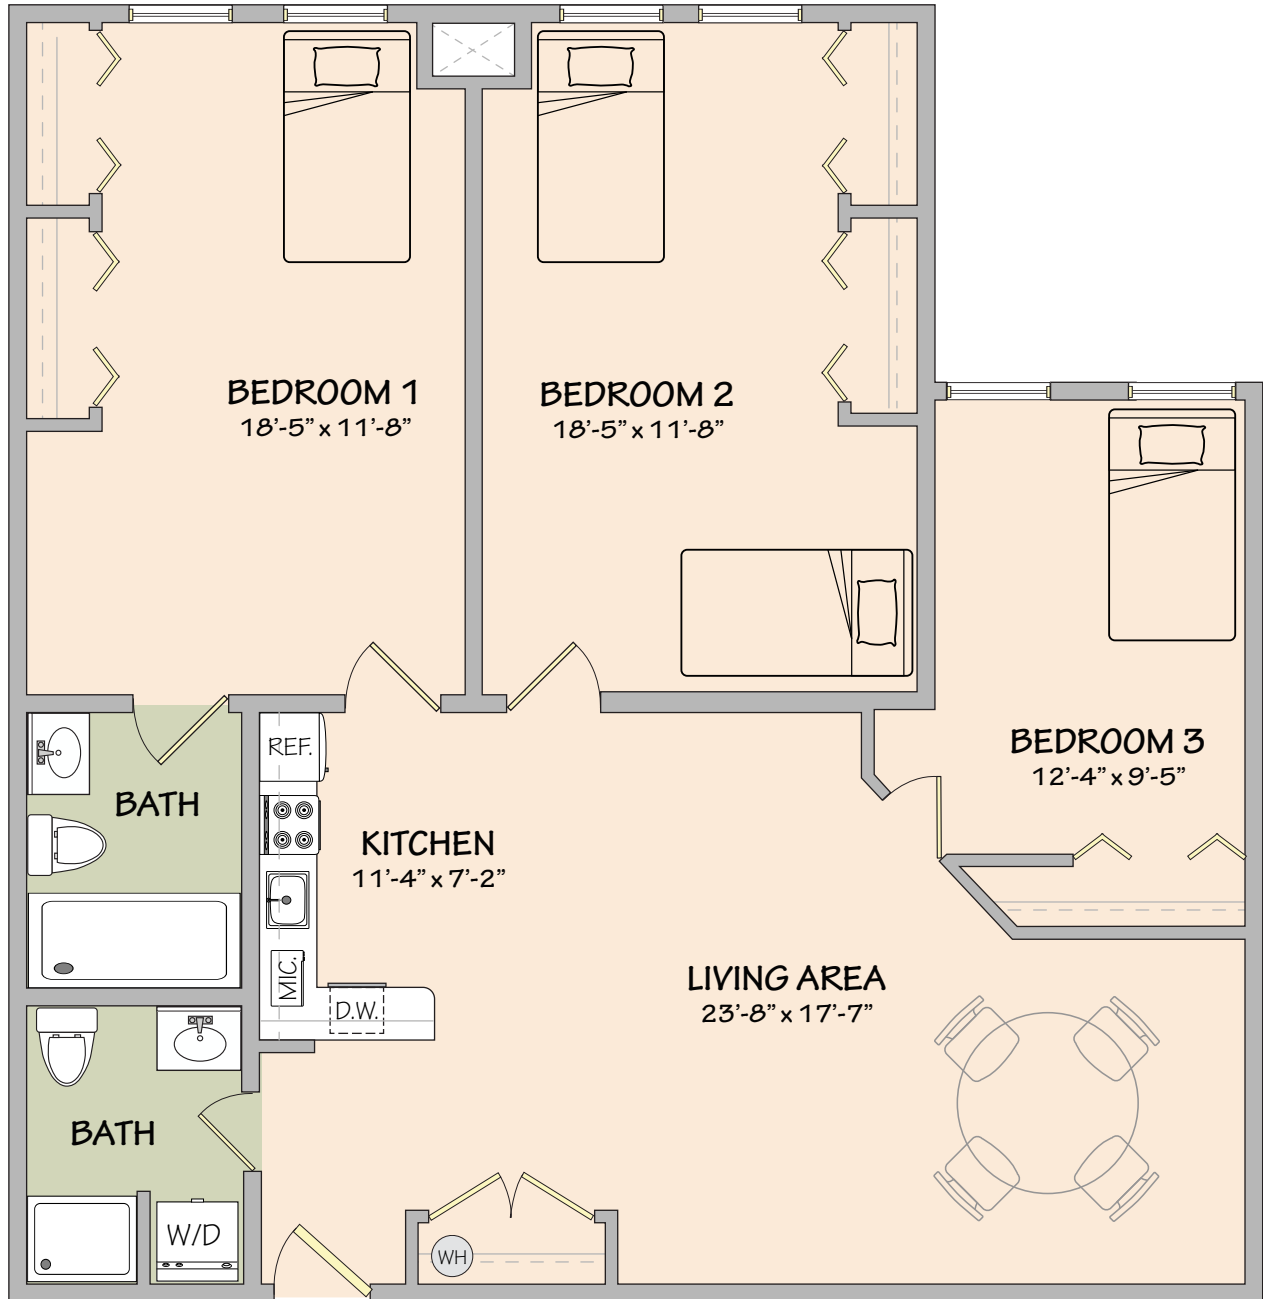 BEDROOM 1
18'-5" x 11'-8"
BEDROOM 2
18'-5" x 11'-8"
BEDROOM 3
12'-4" x 9'-5"
REF.
BATH
KITCHEN
11'-4" x 7'-2"
MIC.
D.W.
LIVING AREA
23'-8" x 17'-7"
BATH
W/D
WH